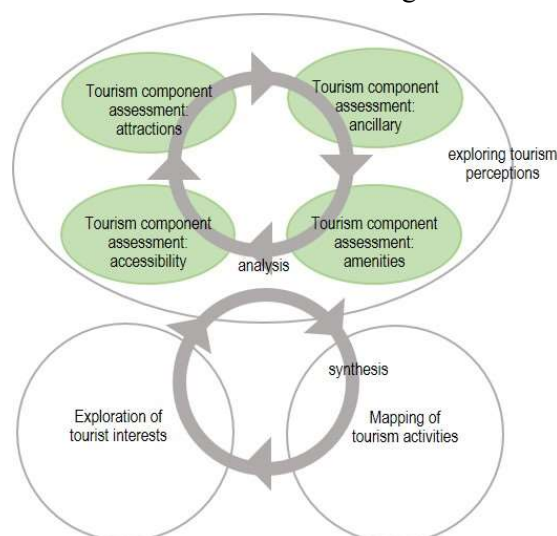 Tourism component
assessment:
attractions
Tourism component
assessment:
ancillary
exploring tourism
perceptions
Tourism component
assessment:
accessibility
Tourism component
assessment:
amenities
analysis
synthesis
Exploration of
tourist interests
Mapping of
tourism activities